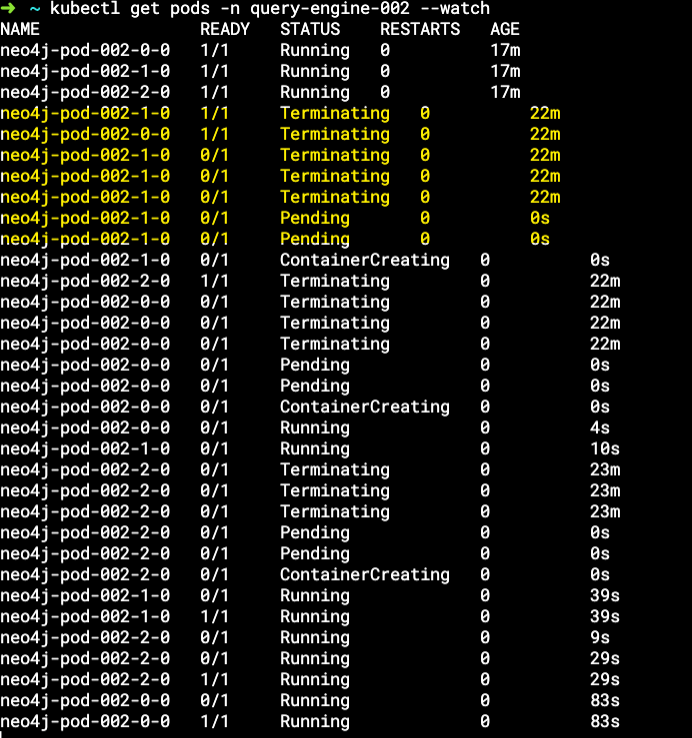 ➜ ~ kubectl get pods -n query-engine-002 --watch
NAME READY STATUS RESTARTS AGE
neo4j-pod-002-0-0 1/1 Running 0 17m
neo4j-pod-002-1-0 1/1 Running 0 17m
neo4j-pod-002-2-0 1/1 Running 0 17m
neo4j-pod-002-1-0 1/1 Terminating 0 22m
neo4j-pod-002-0-0 1/1 Terminating 0 22m
neo4j-pod-002-1-0 0/1 Terminating 0 22m
neo4j-pod-002-1-0 0/1 Terminating 0 22m
neo4j-pod-002-1-0 0/1 Terminating 0 22m
neo4j-pod-002-1-0 0/1 Pending 0 0s
neo4j-pod-002-1-0 0/1 Pending 0 0s
neo4j-pod-002-1-0 0/1 ContainerCreating 0 0s
neo4j-pod-002-2-0 1/1 Terminating 0 22m
neo4j-pod-002-0-0 0/1 Terminating 0 22m
neo4j-pod-002-0-0 0/1 Terminating 0 22m
neo4j-pod-002-0-0 0/1 Terminating 0 22m
neo4j-pod-002-0-0 0/1 Pending 0 0s
neo4j-pod-002-0-0 0/1 Pending 0 0s
neo4j-pod-002-0-0 0/1 ContainerCreating 0 0s
neo4j-pod-002-0-0 0/1 Running 0 4s
neo4j-pod-002-1-0 0/1 Running 0 10s
neo4j-pod-002-2-0 0/1 Terminating 0 23m
neo4j-pod-002-2-0 0/1 Terminating 0 23m
neo4j-pod-002-2-0 0/1 Terminating 0 23m
neo4j-pod-002-2-0 0/1 Pending 0 0s
neo4j-pod-002-2-0 0/1 Pending 0 0s
neo4j-pod-002-2-0 0/1 ContainerCreating 0 0s
neo4j-pod-002-1-0 0/1 Running 0 39s
neo4j-pod-002-1-0 1/1 Running 0 39s
neo4j-pod-002-2-0 0/1 Running 0 9s
neo4j-pod-002-2-0 0/1 Running 0 29s
neo4j-pod-002-2-0 1/1 Running 0 29s
neo4j-pod-002-0-0 0/1 Running 0 83s
neo4j-pod-002-0-0 1/1 Running 0 83s